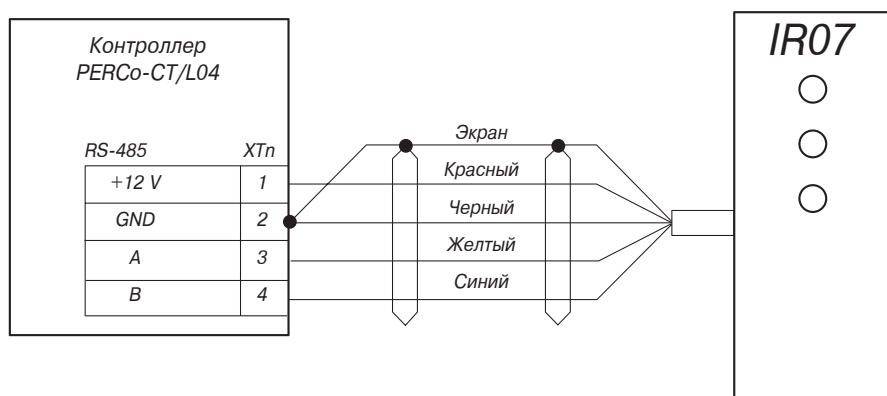 Контроллер
PERCo-CT/L04
IR07
RS-485 XTn
+12 V 1
GND 2
A 3
B 4
Экран
Красный
Черный
Желтый
Синий